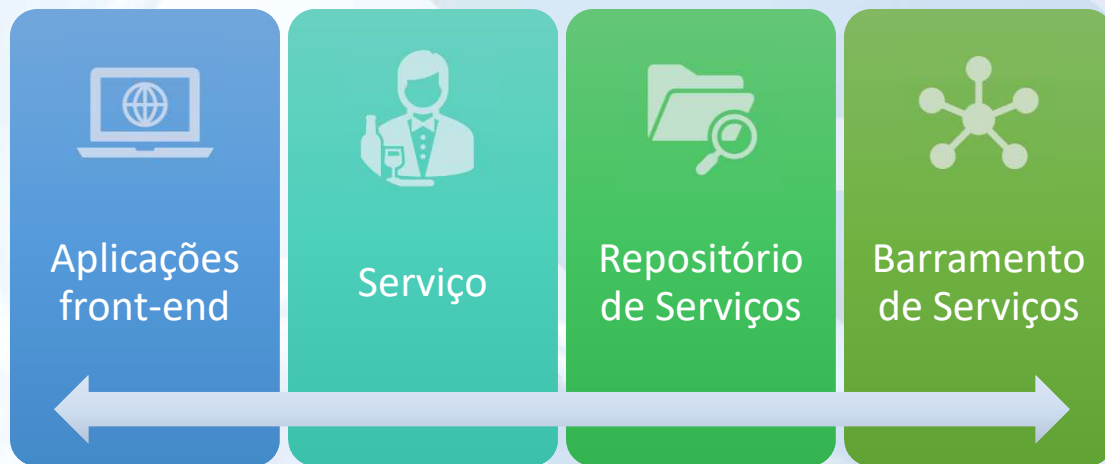 Aplicações
front-end
Serviço
Repositório
de Serviços
Barramento
de Serviços